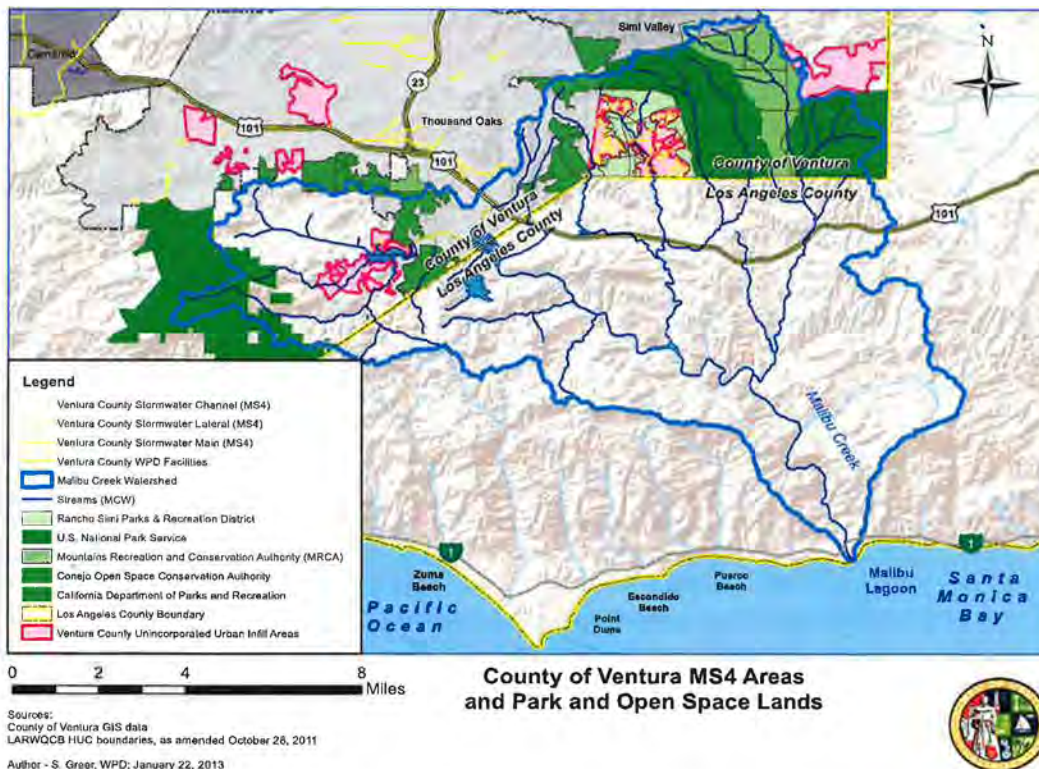 Simi Valley
N
23
101
Thousand Oaks
101
County of Ventura
Los Angeles County
101
County of Ventura
Los Angeles County
Malibu Creek
Legend
Ventura County Stormwater Channel (MS4)
Ventura County Stormwater Lateral (MS4)
Ventura County Stormwater Main (MS4)
Ventura County WPD Facilities
Malibu Creek Watershed
Streams (MCW)
Rancho Simi Parks & Recreation District
U.S. National Park Service
Mountains Recreation and Conservation Authority (MRCA)
Conejo Open Space Conservation Authority
California Department of Parks and Recreation
Los Angeles County Boundary
Ventura County Unincorporated Urban Infill Areas
1
1
Zuma
Beach
Pacific
Ocean
Point
Escondido
Beach
Beach
Malibu
Lagoon
Santa
Monica
Bay
0 2 4 8
Miles
County of Ventura MS4 Areas
and Park and Open Space Lands
Sources:
County of Ventura GIS data
LARWQCB HUC boundaries, as amended October 28, 2011
Author - S. Greer, WPD; January 22, 2013